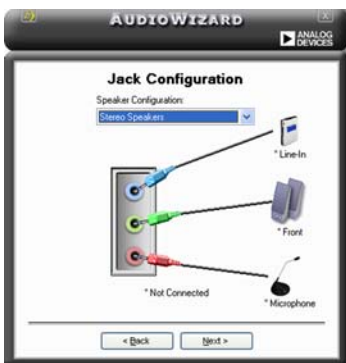 AUDIOWIZARD
ANALOG
DEVICES
Jack Configuration
Speaker Configuration:
Stereo Speakers
* Line-In
* Front
* Not Connected
* Microphone
< Back
Next >